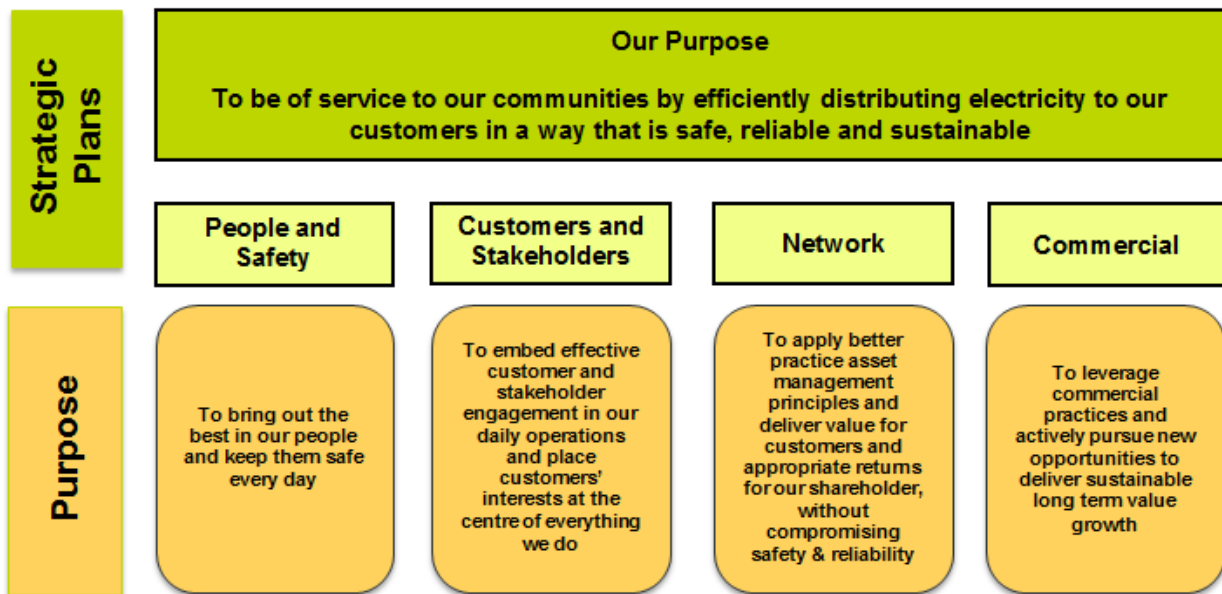 Strategic
Plans
Our Purpose
To be of service to our communities by efficiently distributing electricity to our
customers in a way that is safe, reliable and sustainable
People and
Safety
Customers and
Stakeholders
Network
Commercial
Purpose
To bring out the
best in our people
and keep them safe
every day
To embed effective
customer and
stakeholder
engagement in our
daily operations
and place
customers'
interests at the
centre of everything
we do
To apply better
practice asset
management
principles and
deliver value for
customers and
appropriate returns
for our shareholder,
without
compromising
safety & reliability
To leverage
commercial
practices and
actively pursue new
opportunities to
deliver sustainable
long term value
growth